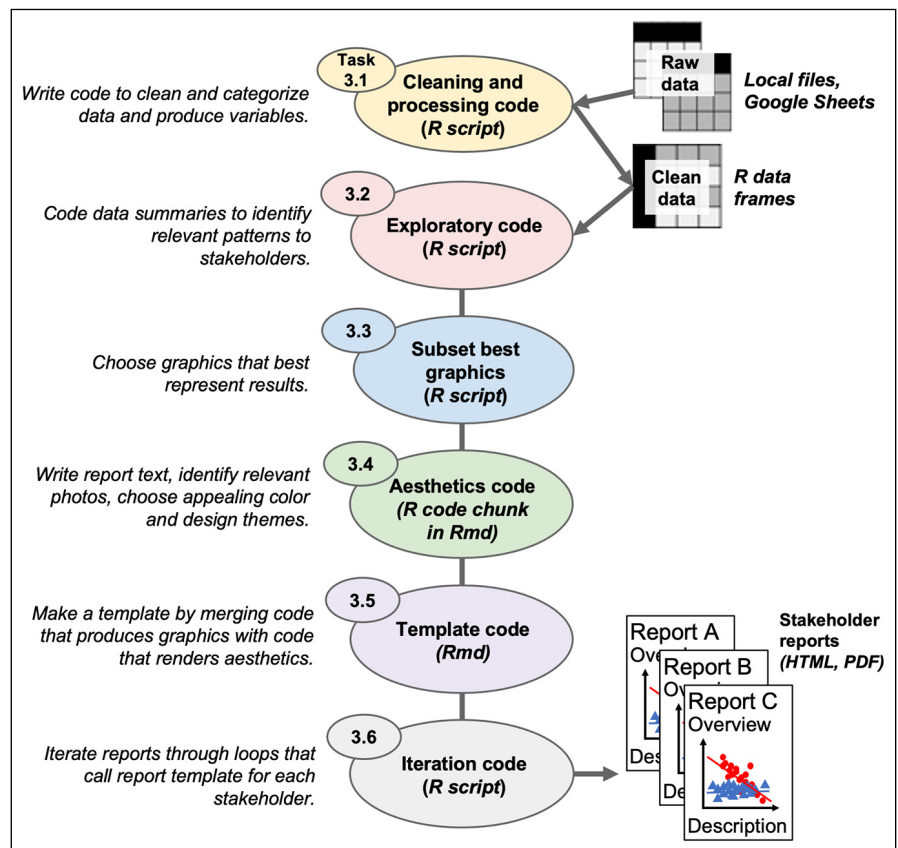 Task
3.1
Write code to clean and categorize
data and produce variables.
Cleaning and
processing code
(R script)
Raw
data
Local files,
Google Sheets
Clean
data
R data
frames
3.2
Code data summaries to identify
relevant patterns to
stakeholders.
Exploratory code
(R script)
3.3
Choose graphics that best
represent results.
Subset best
graphics
(R script)
3.4
Write report text, identify relevant
photos, choose appealing color
and design themes.
Aesthetics code
(R code chunk
in Rmd)
3.5
Make a template by merging code
that produces graphics with code
that renders aesthetics.
Template code
(Rmd)
3.6
Iterate reports through loops that
call report template for each
stakeholder.
Iteration code
(R script)
Stakeholder
reports
(HTML, PDF)
Report A
Ove
Des
Report B
Ov
De
Report C
Overview
Description